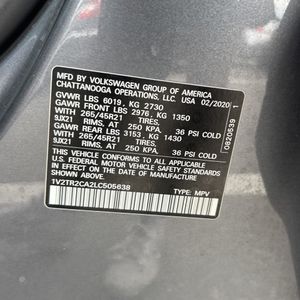 MFD BY VOLKSWAGEN GROUP OF AMERICA
CHATTANOOGA OPERATIONS, LLC. USA 02/2020
GVWR LBS 6019, KG 2730
GAWR FRONT LBS 2976, KG 1350
WITH 265/45R21 TIRES,
9JX21 RIMS, AT 250 KPA 36 PSI COLD
GAWR REAR LBS 3153, KG 1430
WITH 265/45R21 TIRES,
9JX21 RIMS, AT 250 KPA 36 PSI COLD
THIS VEHICLE CONFORMS TO ALL APPLICABLE
FEDERAL MOTOR VEHICLE SAFETY STANDARDS
IN EFFECT ON THE DATE OF MANUFACTURE
SHOWN ABOVE.
1V2TR2CA2LC505638 TYPE: MPV
0820539 1